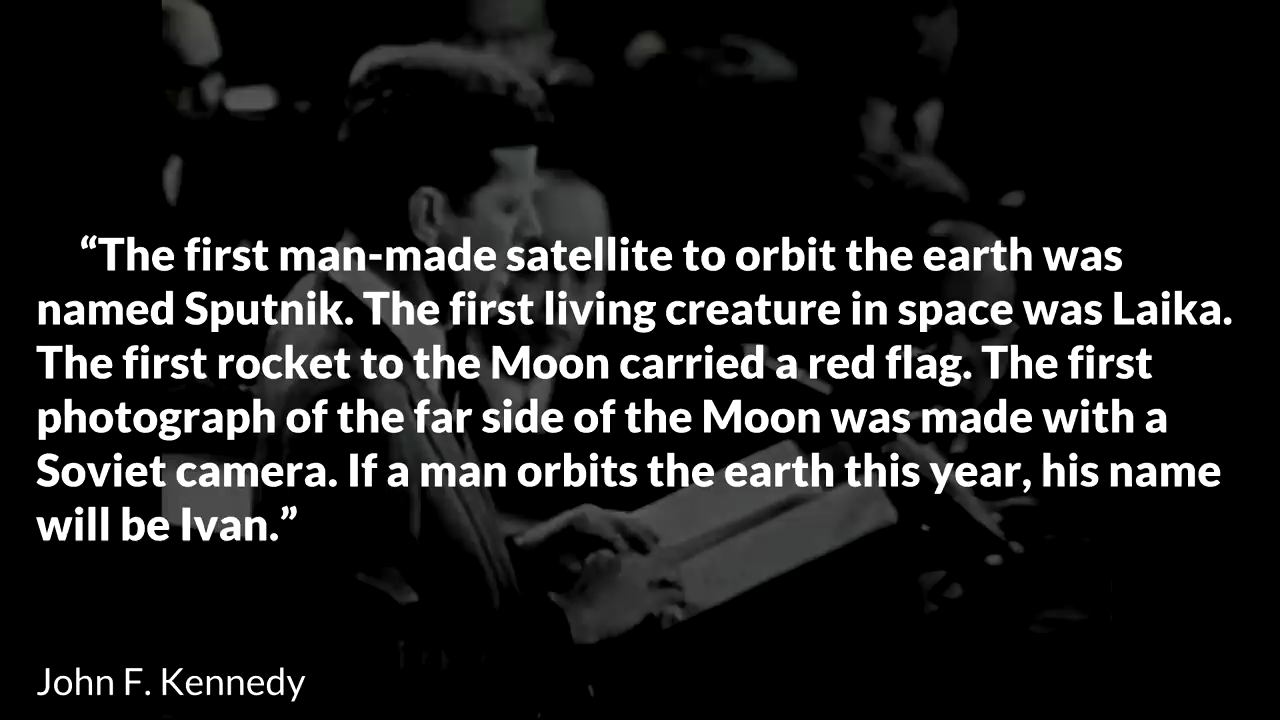 “The first man-made satellite to orbit the earth was
named Sputnik. The first living creature in space was Laika.
The first rocket to the Moon carried a red flag. The first
photograph of the far side of the Moon was made with a
Soviet camera. If a man orbits the earth this year, his name
will be Ivan.”
John F. Kennedy